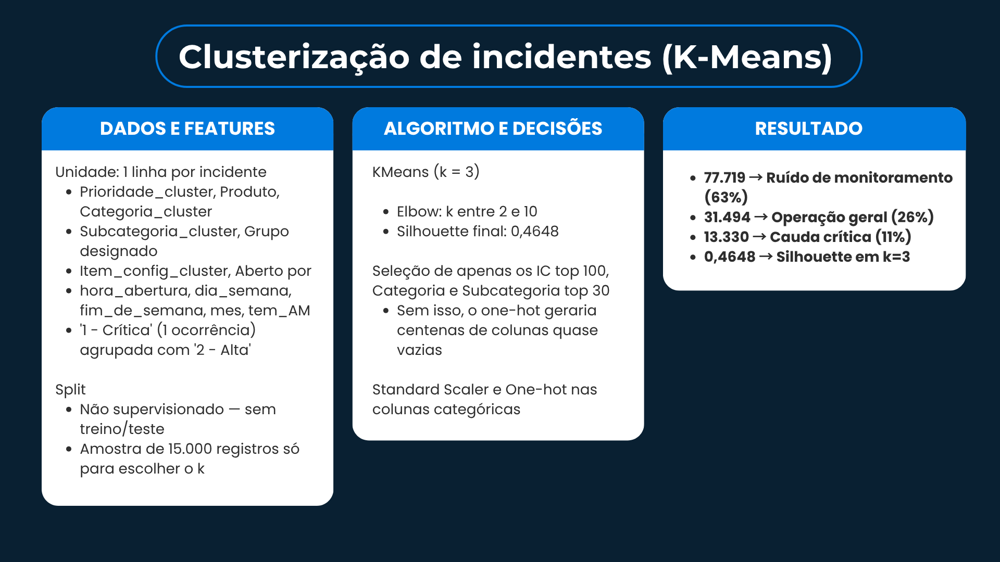 Clusterização de incidentes (K-Means)
DADOS E FEATURES
Unidade: 1 linha por incidente
• Prioridade_cluster, Produto,
Categoria_cluster
• Subcategoria_cluster, Grupo
designado
• Item_config_cluster, Aberto por
• hora_abertura, dia_semana,
fim_de_semana, mes, tem_AM
• '1 - Crítica' (1 ocorrência)
agrupada com '2 - Alta'
Split
• Não supervisionado — sem
treino/teste
• Amostra de 15.000 registros só
para escolher o k
ALGORITMO E DECISÕES
KMeans (k = 3)
• Elbow: k entre 2 e 10
• Silhouette final: 0,4648
Seleção de apenas os IC top 100,
Categoria e Subcategoria top 30
• Sem isso, o one-hot geraria
centenas de colunas quase
vazias
Standard Scaler e One-hot nas
colunas categóricas
RESULTADO
• 77.719 → Ruído de monitoramento
(63%)
• 31.494 → Operação geral (26%)
• 13.330 → Cauda crítica (11%)
• 0,4648 → Silhouette em k=3